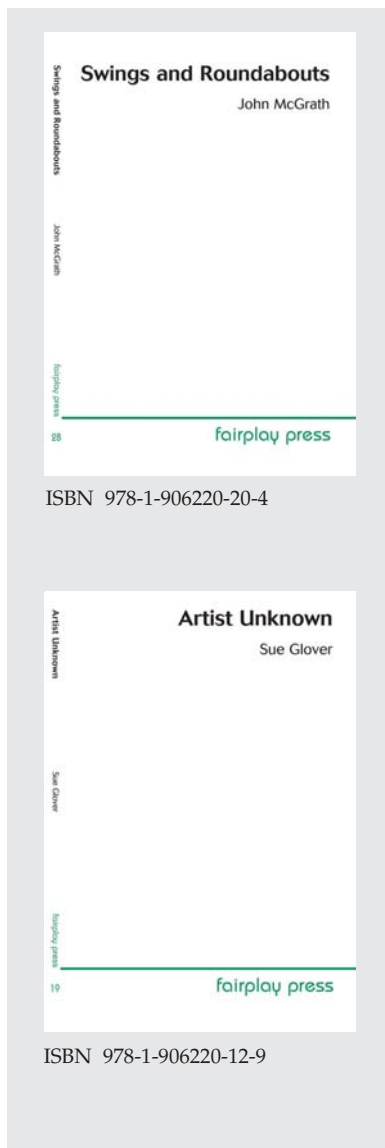 Swings and Roundabouts
John McGrath
Swings and Roundabouts
John McGrath
fairplay press
28
fairplay press
ISBN 978-1-906220-20-4
Artist Unknown
Sue Glover
Artist Unknown
Sue Glover
fairplay press
19
fairplay press
ISBN 978-1-906220-12-9